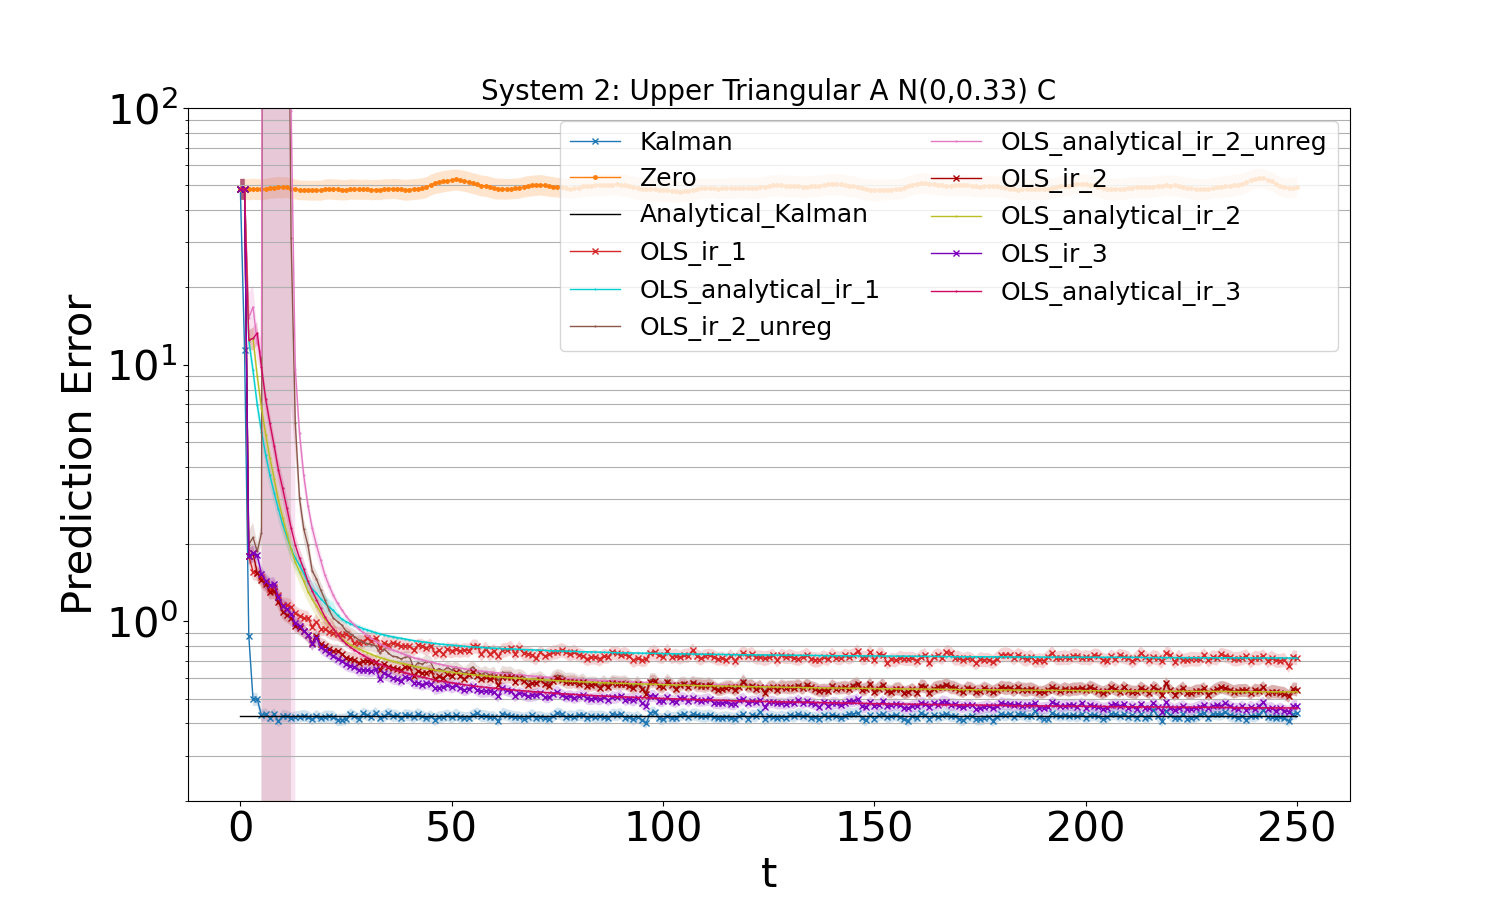 System 2: Upper Triangular A N(0,0.33) C
10²
10¹
10⁰
Prediction Error
Kalman
Zero
Analytical_Kalman
OLS_ir_1
OLS_analytical_ir_1
OLS_ir_2_unreg
OLS_analytical_ir_2_unreg
OLS_ir_2
OLS_analytical_ir_2
OLS_ir_3
OLS_analytical_ir_3
0 50 100 150 200 250
t